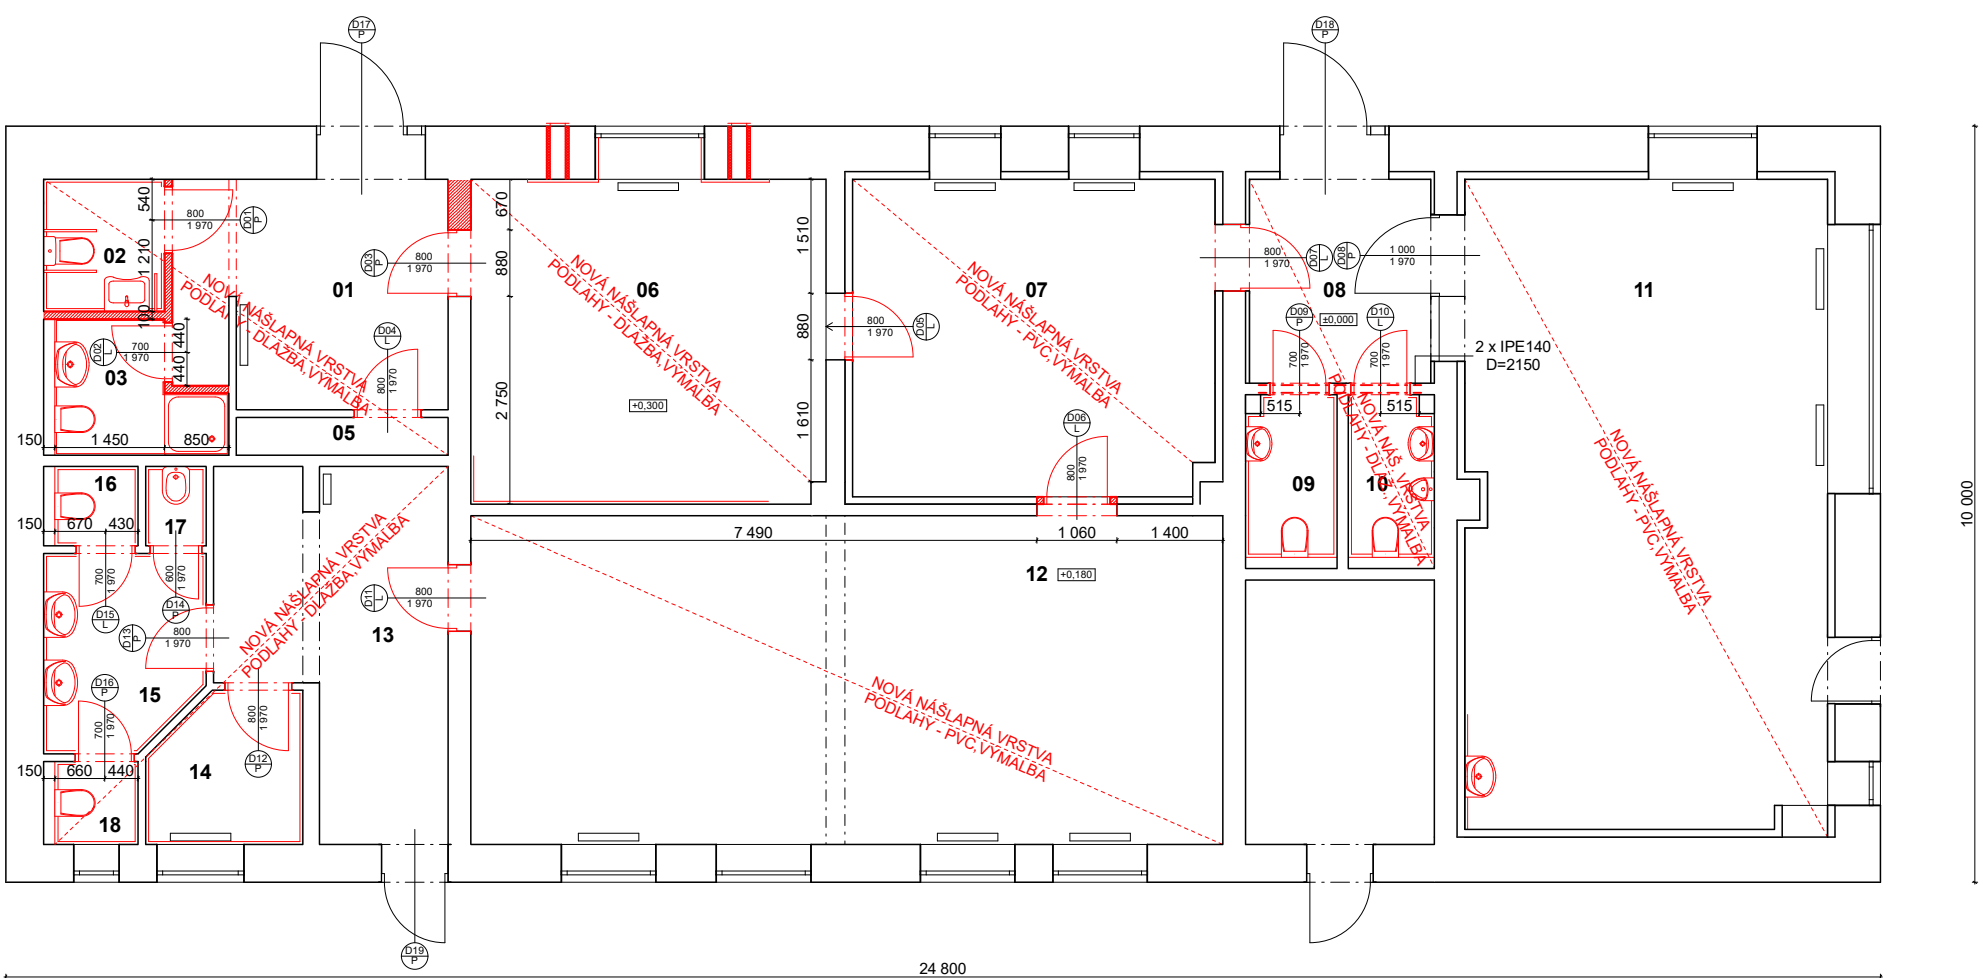 D17
P
D18
P
540
800
1 970
D01
P
02
1 210
100
01
D03
P
800
1 970
670
880
NOVÁ NÁŠLAPNÁ VRSTVA
PODLAHY - DLAŽBA,VÝMALBA
06
NOVÁ NÁŠLAPNÁ VRSTVA
PODLAHY - DLAŽBA,VÝMALBA
1 510
880
800
1 970
D05
L
07
NOVÁ NÁŠLAPNÁ VRSTVA
PODLAHY - PVC,VÝMALBA
800
1 970
D07
L
D08
P
1 000
1 970
08
±0,000
11
D02
L
700
1 970
440
440
03
D04
L
800
1 970
D09
P
700
1 970
D10
L
700
1 970
2 x IPE140
D=2150
2 750
+0,300
1 610
150
1 450
850
05
D06
L
800
1 970
515
515
NOVÁ NÁŠ. VRSTVA
PODLAHY - DLAŽ.,VÝMALBA
09
10
NOVÁ NÁŠLAPNÁ VRSTVA
PODLAHY - PVC,VÝMALBA
16
150
670
430
17
NOVÁ NÁŠLAPNÁ VRSTVA
PODLAHY - DLAŽBA,VÝMALBA
7 490
1 060
1 400
10 000
700
1 970
D15
L
600
1 970
D14
P
D13
P
800
1 970
D11
L
800
1 970
12
+0,180
13
D16
P
15
700
1 970
800
1 970
D12
P
NOVÁ NÁŠLAPNÁ VRSTVA
PODLAHY - PVC,VÝMALBA
150
660
440
14
18
D19
P
24 800